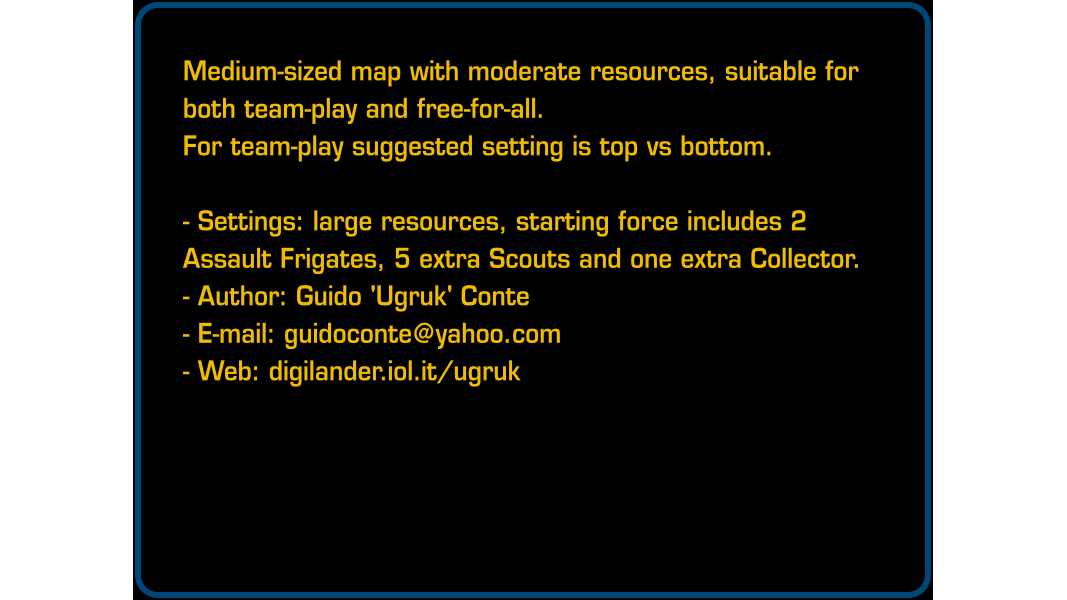 Medium-sized map with moderate resources, suitable for
both team-play and free-for-all.
For team-play suggested setting is top vs bottom.
- Settings: large resources, starting force includes 2
Assault Frigates, 5 extra Scouts and one extra Collector.
- Author: Guido 'Ugruk' Conte
- E-mail: guidoconte@yahoo.com
- Web: digilander.iol.it/ugruk